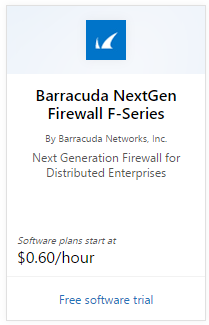 Barracuda NextGen
Firewall F-Series
By Barracuda Networks, Inc.
Next Generation Firewall for
Distributed Enterprises
Software plans start at
$0.60/hour
Free software trial